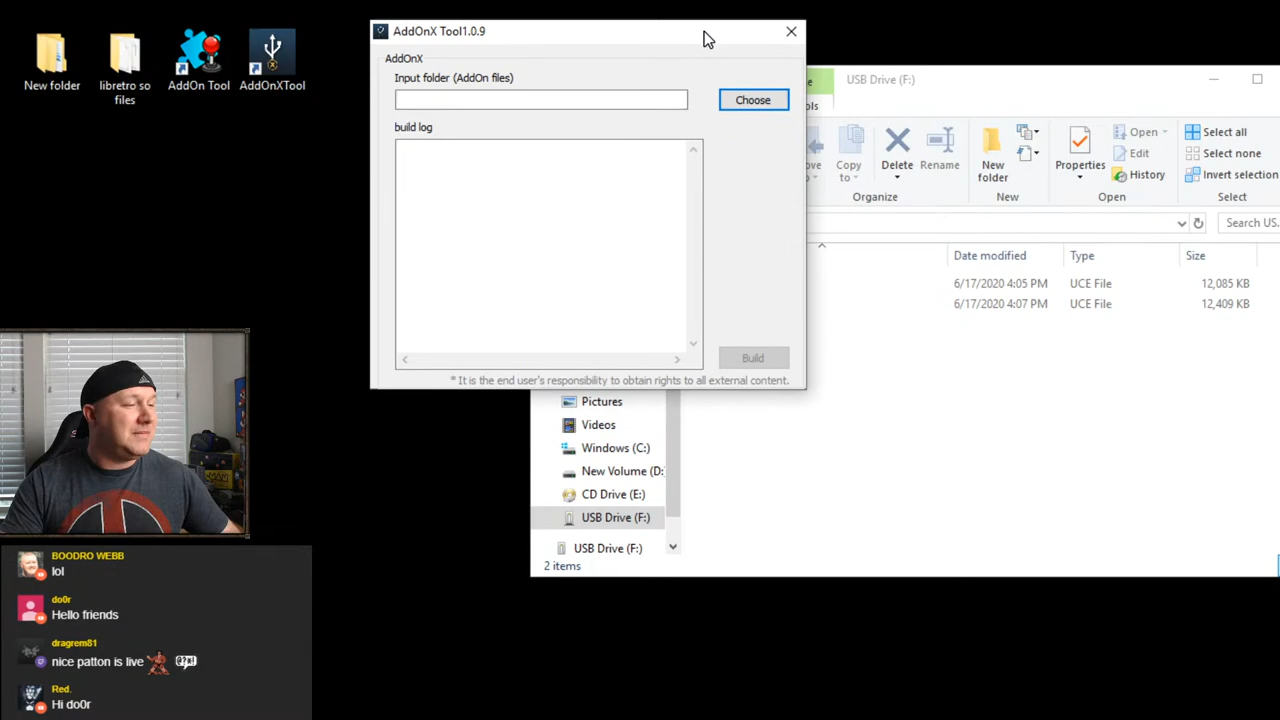 New folder
libretro so
files
AddOn Tool
AddOnXTool
AddOnX Tool1.0.9
AddOnX
Input folder (AddOn files)
Choose
build log
Build
* It is the end user's responsibility to obtain rights to all external content.
USB Drive (F:)
Copy
to
Delete
Rename
New
folder
Properties
Open
Edit
History
Select all
Select none
Invert selection
Organize
New
Open
Select
Search US...
Date modified
Type
Size
6/17/2020 4:05 PM
UCE File
12,085 KB
6/17/2020 4:07 PM
UCE File
12,409 KB
Pictures
Videos
Windows (C:)
New Volume (D:
CD Drive (E:)
USB Drive (F:)
USB Drive (F:)
2 items
BOODRO WEBB
lol
do0r
Hello friends
dragrem81
nice patton is live
Red.
Hi do0r